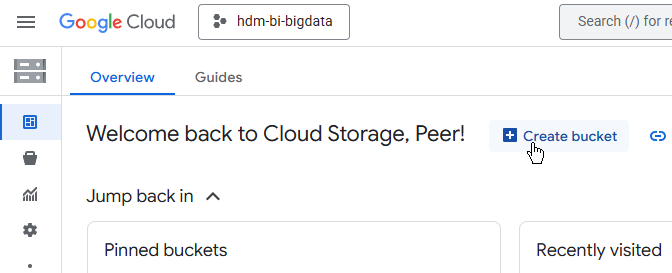 Google Cloud
hdm-bi-bigdata
Search (/) for re
Overview
Guides
Welcome back to Cloud Storage, Peer!
Create bucket
Jump back in
Pinned buckets
Recently visited